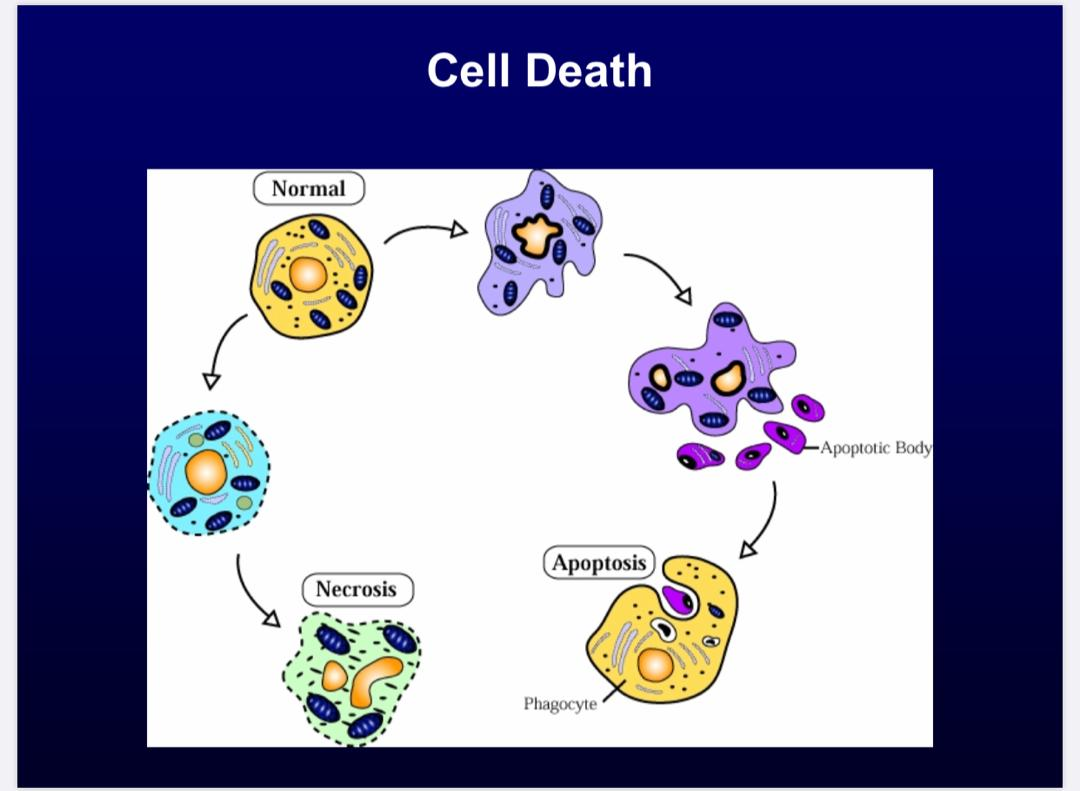 Cell Death
Normal
Apoptotic Body
Apoptosis
Necrosis
Phagocyte